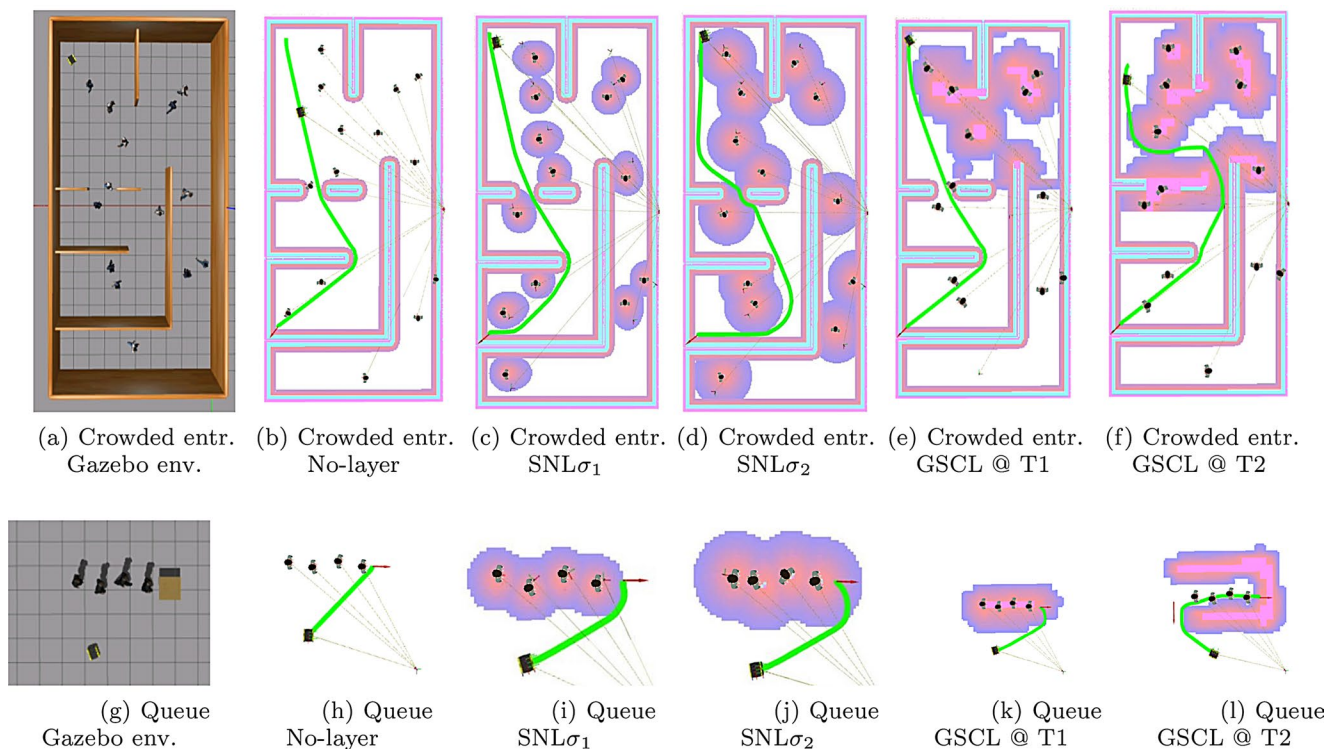 (a) Crowded entr.
Gazebo env.
(b) Crowded entr.
No-layer
(c) Crowded entr.
SNLσ₁
(d) Crowded entr.
SNLσ₂
(e) Crowded entr.
GSCL @ T1
(f) Crowded entr.
GSCL @ T2
(g) Queue
Gazebo env.
(h) Queue
No-layer
(i) Queue
SNLσ₁
(j) Queue
SNLσ₂
(k) Queue
GSCL @ T1
(l) Queue
GSCL @ T2